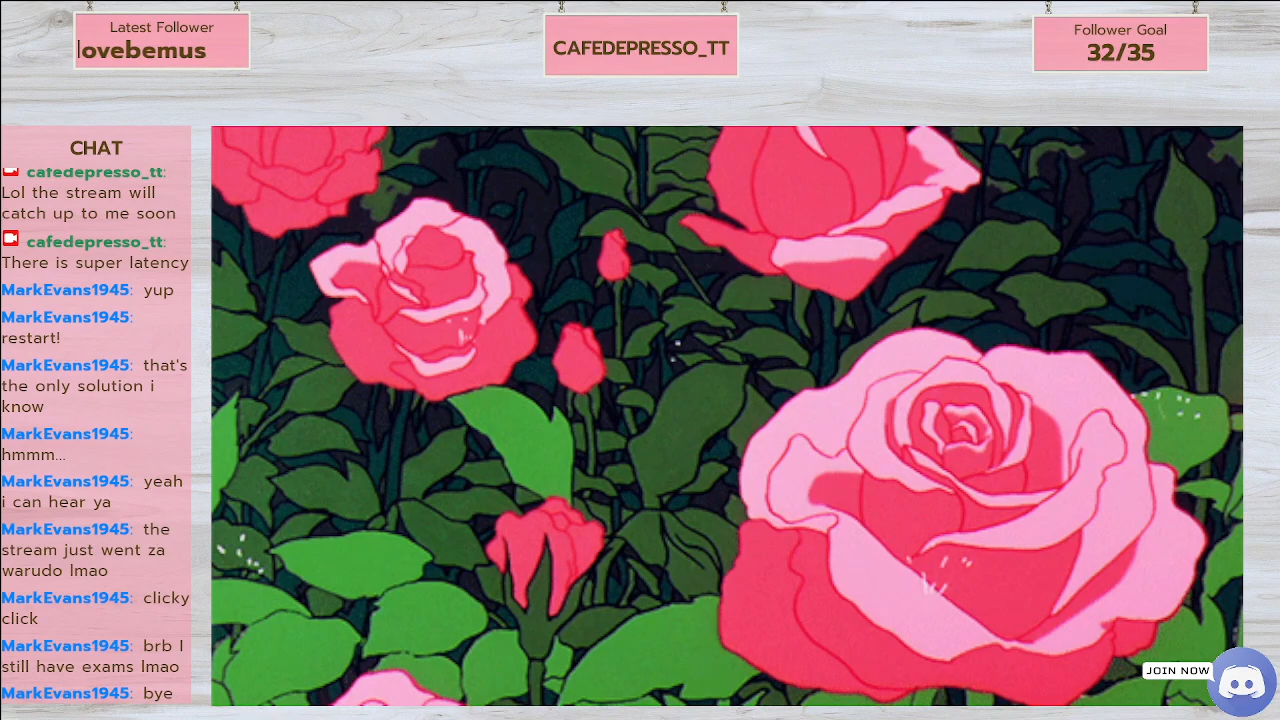 Latest Follower
lovebemus
CAFEDEPRESSO_TT
Follower Goal
32/35
CHAT
cafedepresso_tt:
Lol the stream will
catch up to me soon
cafedepresso_tt:
There is super latency
MarkEvans1945: yup
MarkEvans1945:
restart!
MarkEvans1945: that's
the only solution i
know
MarkEvans1945:
hmmm...
MarkEvans1945: yeah
i can hear ya
MarkEvans1945: the
stream just went za
warudo lmao
MarkEvans1945: clicky
click
MarkEvans1945: brb I
still have exams lmao
MarkEvans1945: bye
JOIN NOW